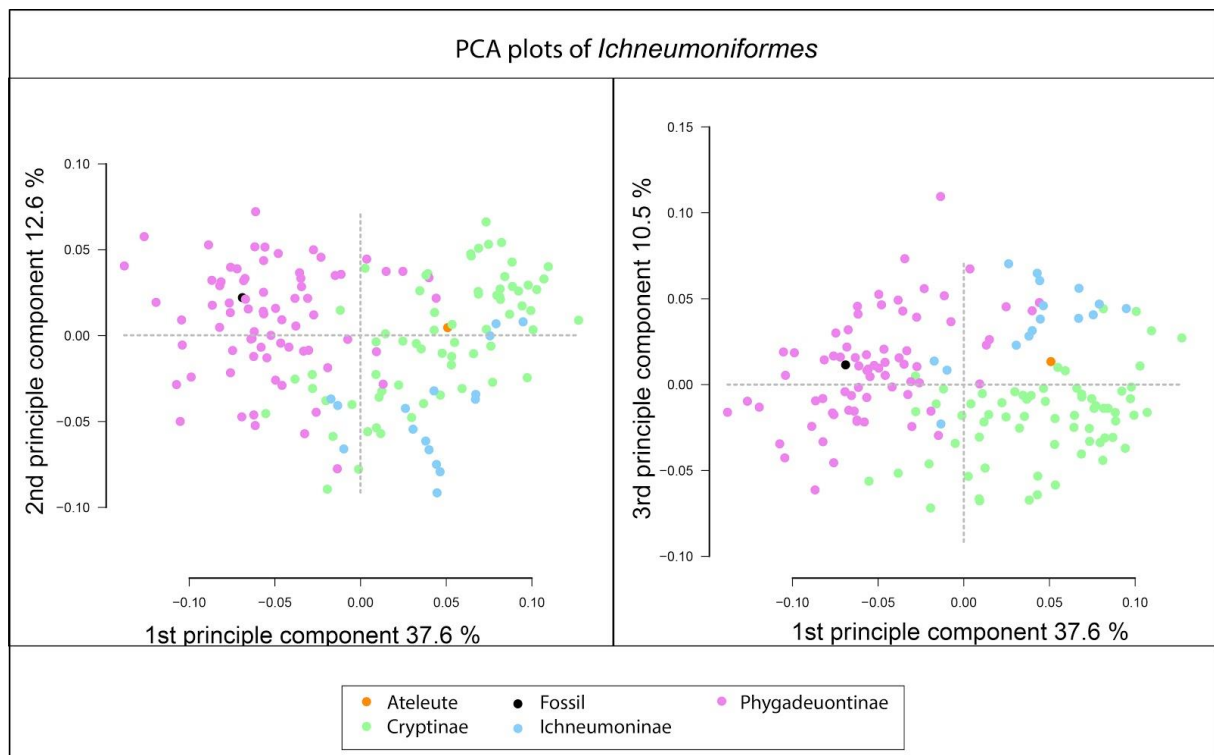 PCA plots of Ichneumoniformes
2nd principle component 12.6 %
0.10
0.05
0.00
−0.05
−0.10
−0.10
−0.05
0.00
0.05
0.10
1st principle component 37.6 %
3rd principle component 10.5 %
0.15
0.10
0.05
0.00
−0.05
−0.10
−0.10
−0.05
0.00
0.05
0.10
1st principle component 37.6 %
Ateleute
Fossil
Phygadeuontinae
Cryptinae
Ichneumoninae